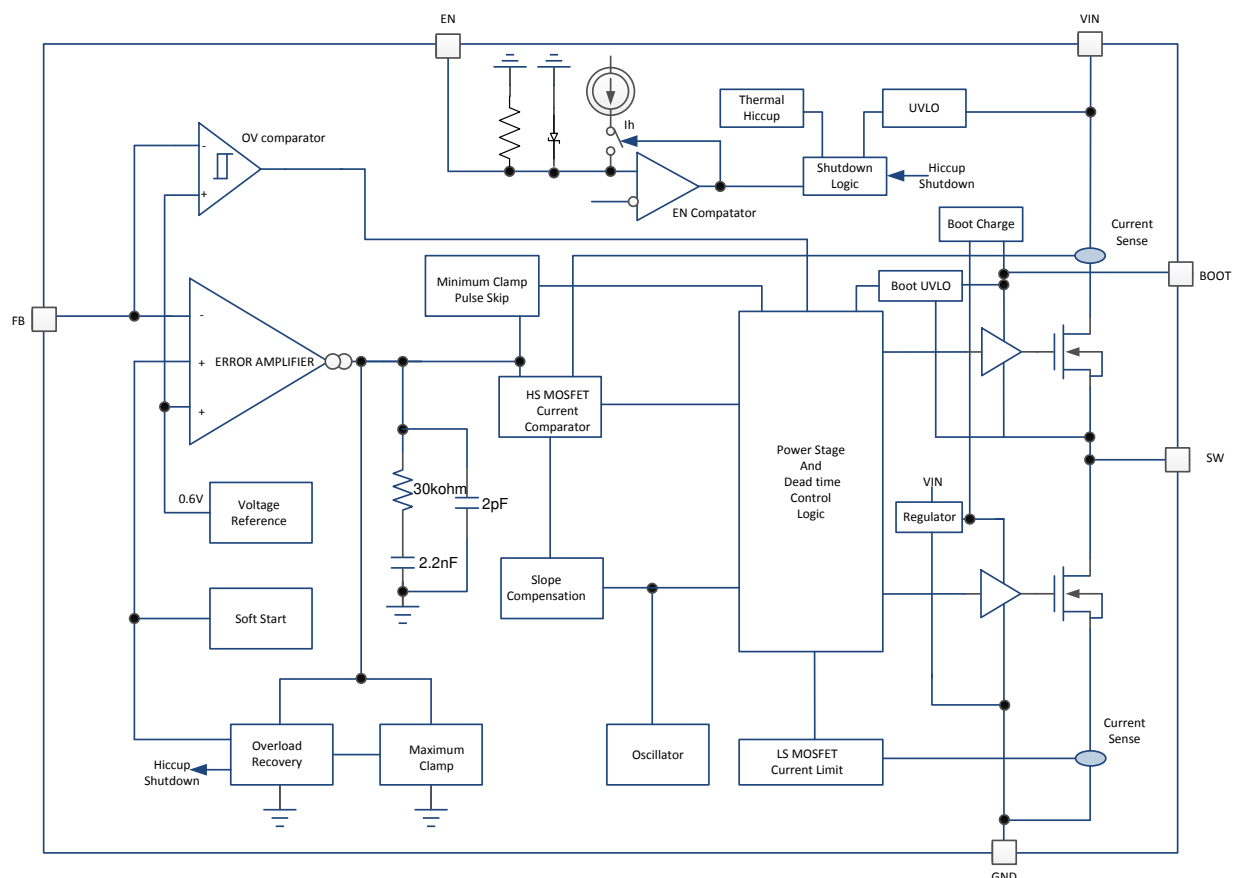 EN
VIN
Thermal
Hiccup
UVLO
Ih
OV comparator
-
+
Shutdown
Logic
Hiccup
Shutdown
EN Compatator
Boot Charge
Current
Sense
BOOT
Minimum Clamp
Pulse Skip
Boot UVLO
FB
-
+
ERROR AMPLIFIER
+
HS MOSFET
Current
Comparator
Power Stage
And
Dead time
Control
Logic
SW
30kohm
2pF
0.6V
Voltage
Reference
VIN
Regulator
2.2nF
Slope
Compensation
Soft Start
Overload
Recovery
Maximum
Clamp
Hiccup
Shutdown
Oscillator
LS MOSFET
Current Limit
Current
Sense
GND